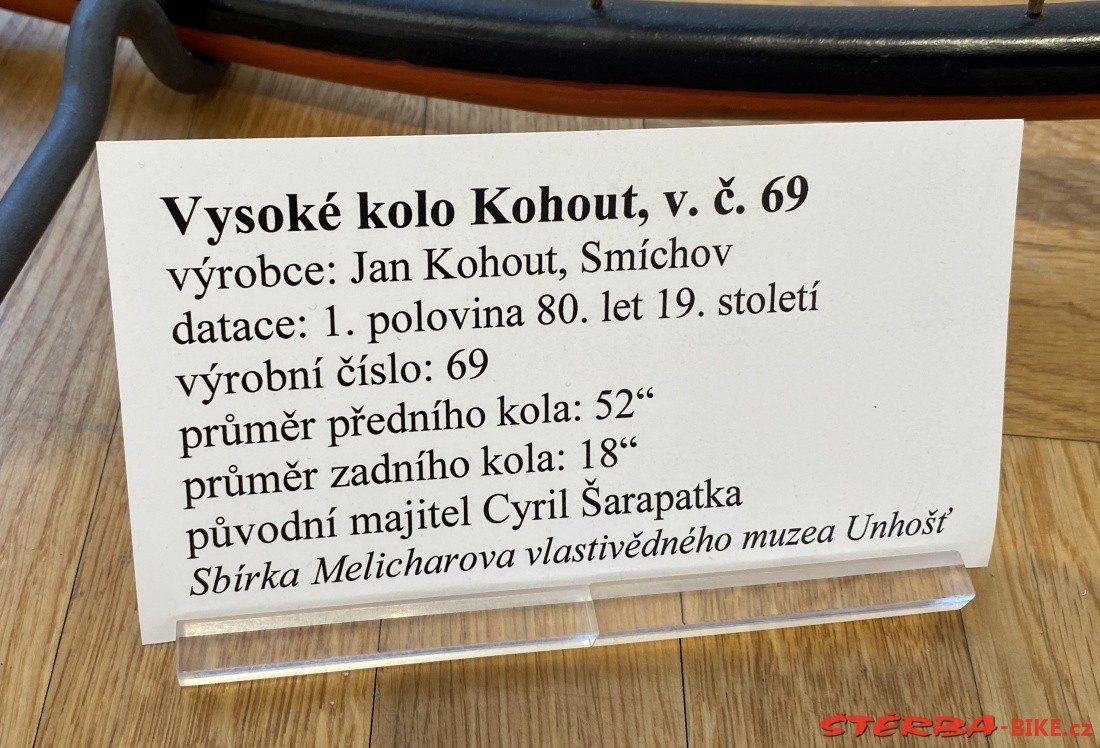 Vysoké kolo Kohout, v. č. 69
výrobce: Jan Kohout, Smíchov
datace: 1. polovina 80. let 19. století
výrobní číslo: 69
průměr předního kola: 52“
průměr zadního kola: 18“
původní majitel Cyril Šarapatka
Sbírka Melicharova vlastivědného muzea Unhošť
ŠTĚRBA-BIKE.cz